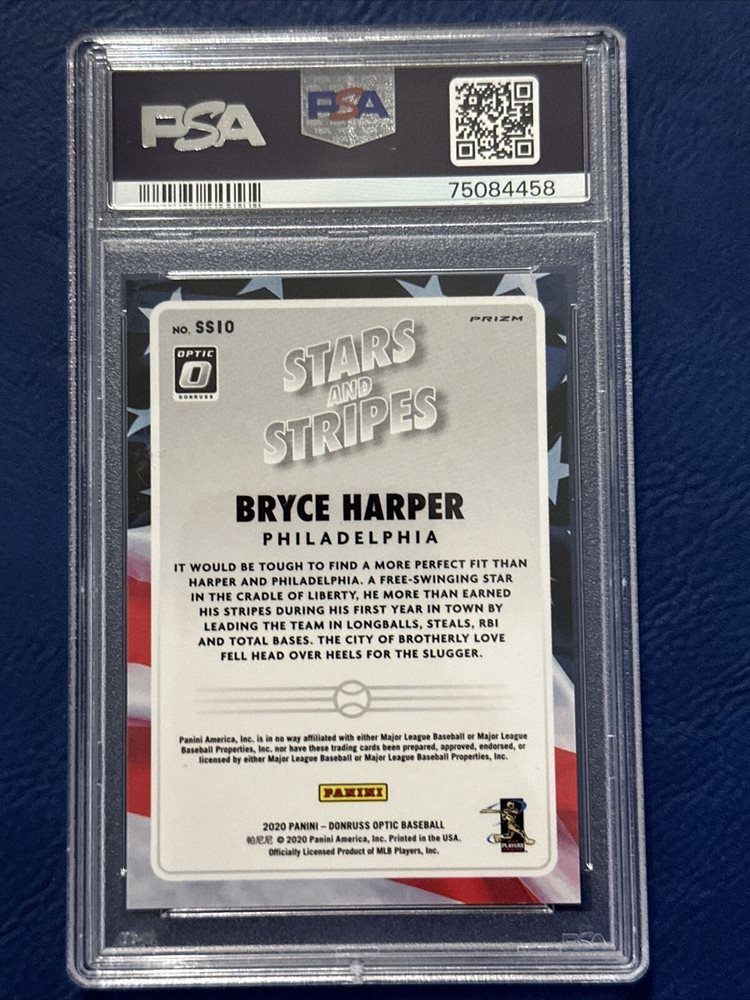 PSA PSA
75084458
NO. SS10 PRIZM
OPTIC
DONRUSS
STARS
AND
STRIPES
BRYCE HARPER
PHILADELPHIA
IT WOULD BE TOUGH TO FIND A MORE PERFECT FIT THAN
HARPER AND PHILADELPHIA. A FREE-SWINGING STAR
IN THE CRADLE OF LIBERTY, HE MORE THAN EARNED
HIS STRIPES DURING HIS FIRST YEAR IN TOWN BY
LEADING THE TEAM IN LONGBALLS, STEALS, RBI
AND TOTAL BASES. THE CITY OF BROTHERLY LOVE
FELL HEAD OVER HEELS FOR THE SLUGGER.
Panini America, Inc. is in no way affiliated with either Major League Baseball or Major League
Baseball Properties, Inc. nor have these trading cards been prepared, approved, endorsed, or
licensed by either Major League Baseball or Major League Baseball Properties, Inc.
PANINI
2020 PANINI – DONRUSS OPTIC BASEBALL
帕尼尼 © 2020 Panini America, Inc. Printed in the USA.
Officially Licensed Product of MLB Players, Inc.
PLAYERS
PSA